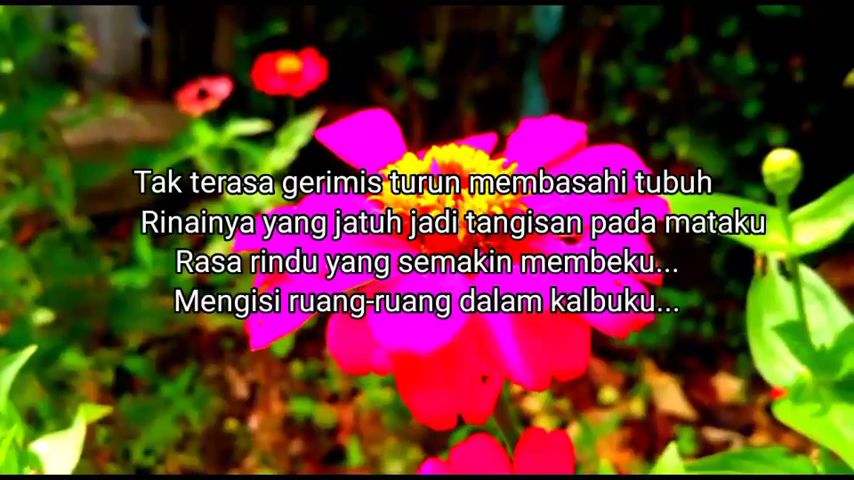 Tak terasa gerimis turun membasahi tubuh
Rinainya yang jatuh jadi tangisan pada mataku
Rasa rindu yang semakin membeku...
Mengisi ruang-ruang dalam kalbuku...